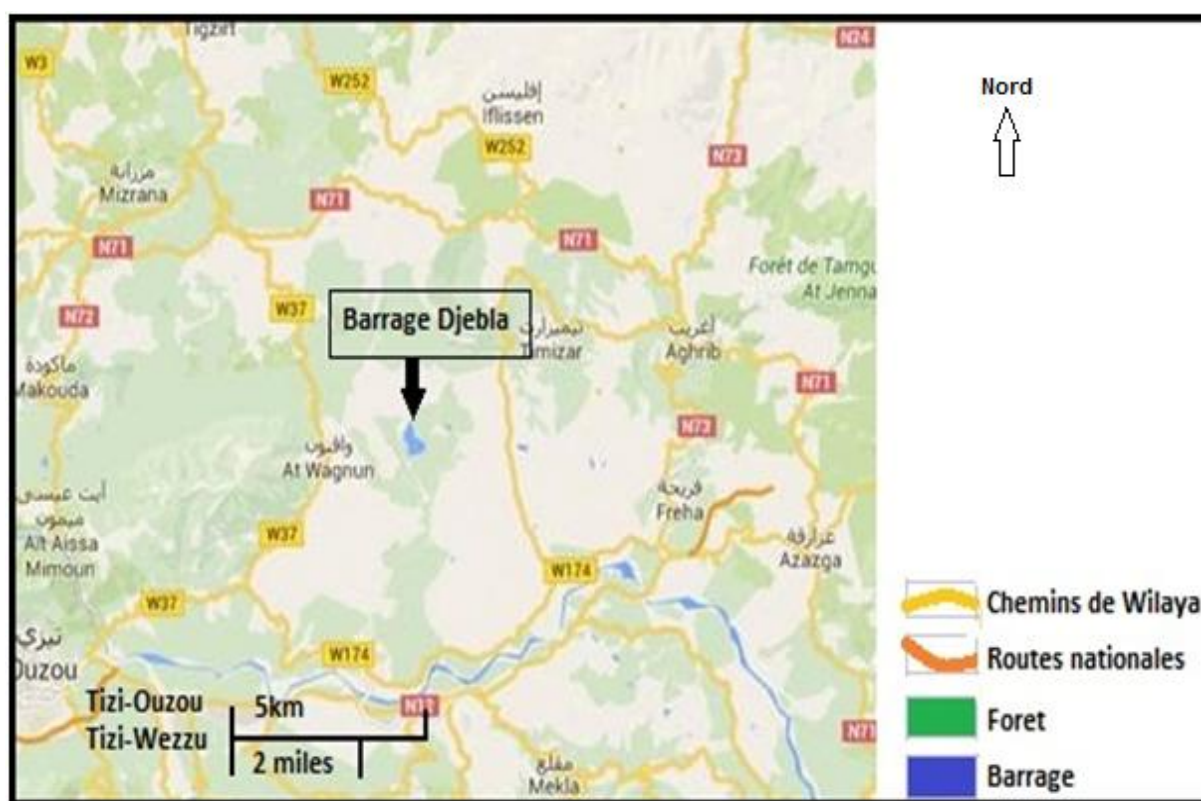 Tigzirt
N24
W3
W252
إفليسن
Iflissen
Nord
W252
N73
مزرانة
Mizrana
N71
N71
N71
Forêt de Tamgu
At Jenna
W37
Barrage Djebla
N72
تيميزارت
Timizar
أغريب
Aghrib
ماكودة
Makouda
N71
N73
واقنون
At Wagnun
فريحة
Freha
آيت عيسى
ميمون
Aït Aissa
Mimoun
W37
عزازقة
Azazga
W174
W37
Chemins de Wilaya
تيزي
Ouzou
W174
Routes nationales
Tizi-Ouzou
5km
Tizi-Wezzu
2 miles
Foret
N71
مقلع
Mekla
Barrage